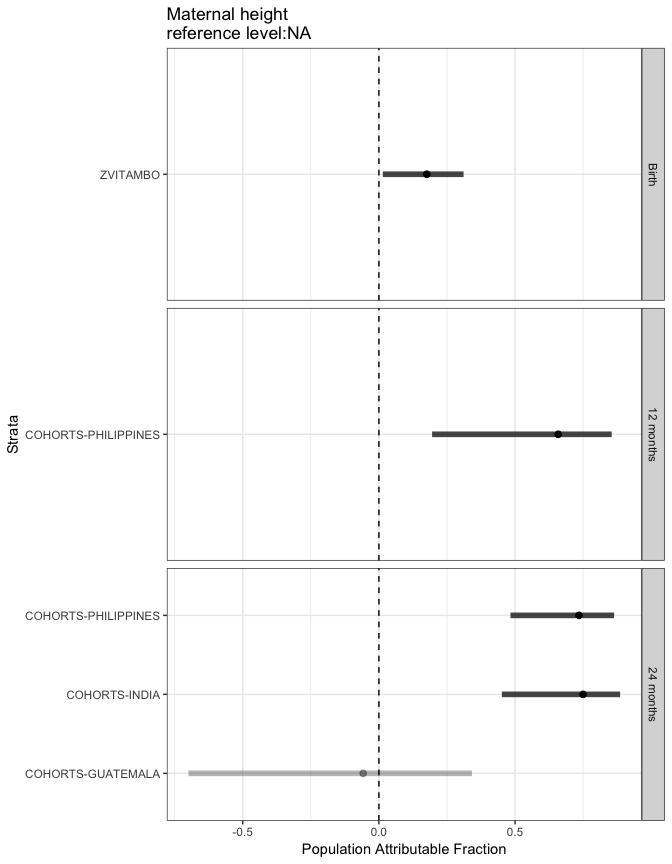 Maternal height
reference level:NA
ZVITAMBO
Birth
COHORTS-PHILIPPINES
12 months
Strata
COHORTS-PHILIPPINES
COHORTS-INDIA
COHORTS-GUATEMALA
24 months
-0.5 0.0 0.5
Population Attributable Fraction